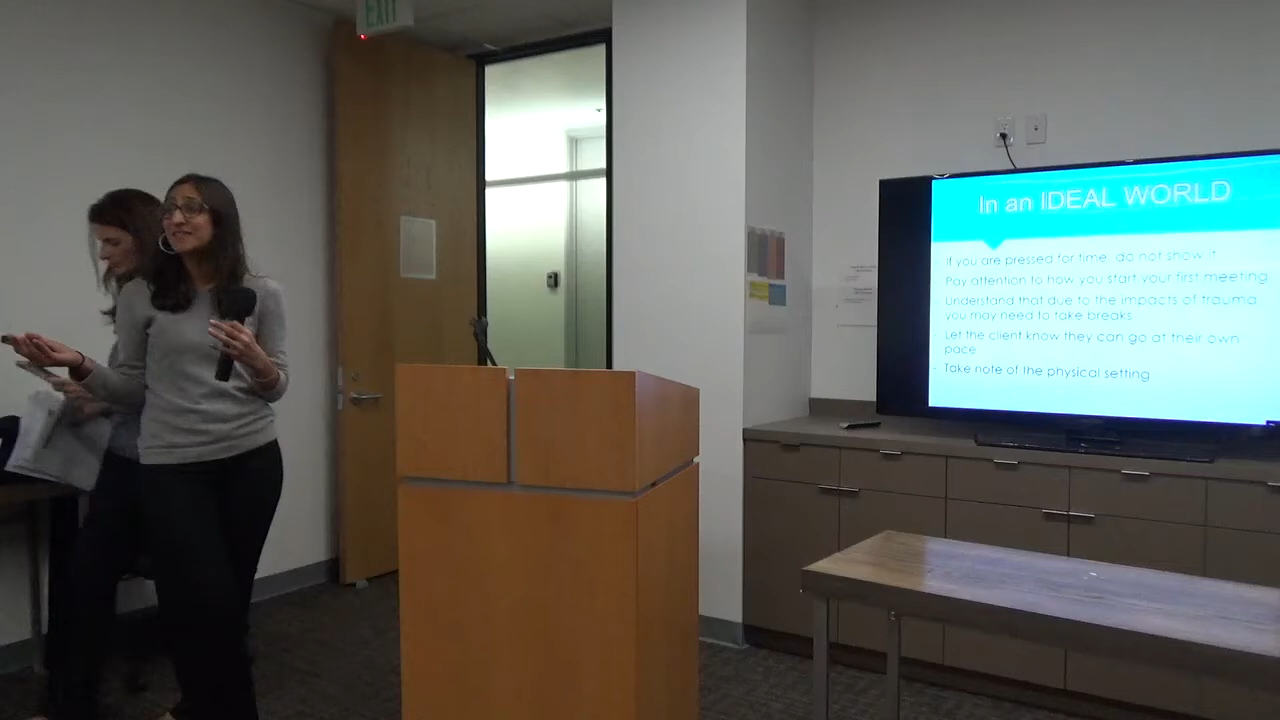 EXIT
In an IDEAL WORLD
If you are pressed for time, do not show it
Pay attention to how you start your first meeting
Understand that due to the impacts of trauma
you may need to take breaks
Let the client know they can go at their own
pace
Take note of the physical setting